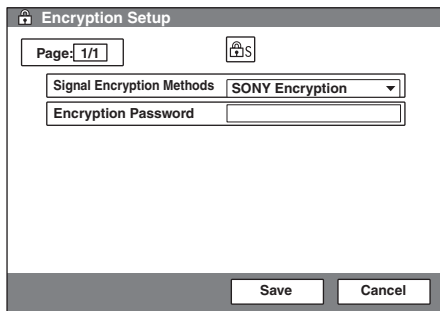 Encryption Setup
Page: 1/1
S
Signal Encryption Methods SONY Encryption
Encryption Password
Save Cancel